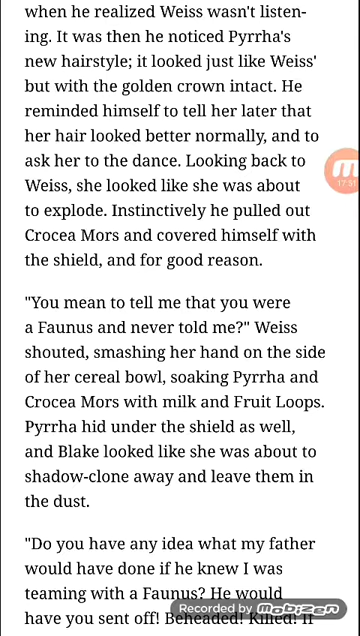 when he realized Weiss wasn't listen-
ing. It was then he noticed Pyrrha's
new hairstyle; it looked just like Weiss'
but with the golden crown intact. He
reminded himself to tell her later that
her hair looked better normally, and to
ask her to the dance. Looking back to
Weiss, she looked like she was about
to explode. Instinctively he pulled out
Crocea Mors and covered himself with
the shield, and for good reason.
17:51
"You mean to tell me that you were
a Faunus and never told me?" Weiss
shouted, smashing her hand on the side
of her cereal bowl, soaking Pyrrha and
Crocea Mors with milk and Fruit Loops.
Pyrrha hid under the shield as well,
and Blake looked like she was about to
shadow-clone away and leave them in
the dust.
"Do you have any idea what my father
would have done if he knew I was
teaming with a Faunus? He would
have you sent off! Beheaded! Killed! If
Recorded by mobizen